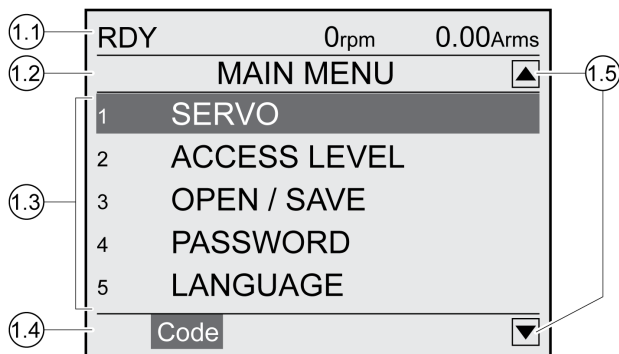 1.1 RDY 0rpm 0.00Arms
1.2 MAIN MENU 1.5
1 SERVO
2 ACCESS LEVEL
1.3 3 OPEN / SAVE
4 PASSWORD
5 LANGUAGE
1.4 Code